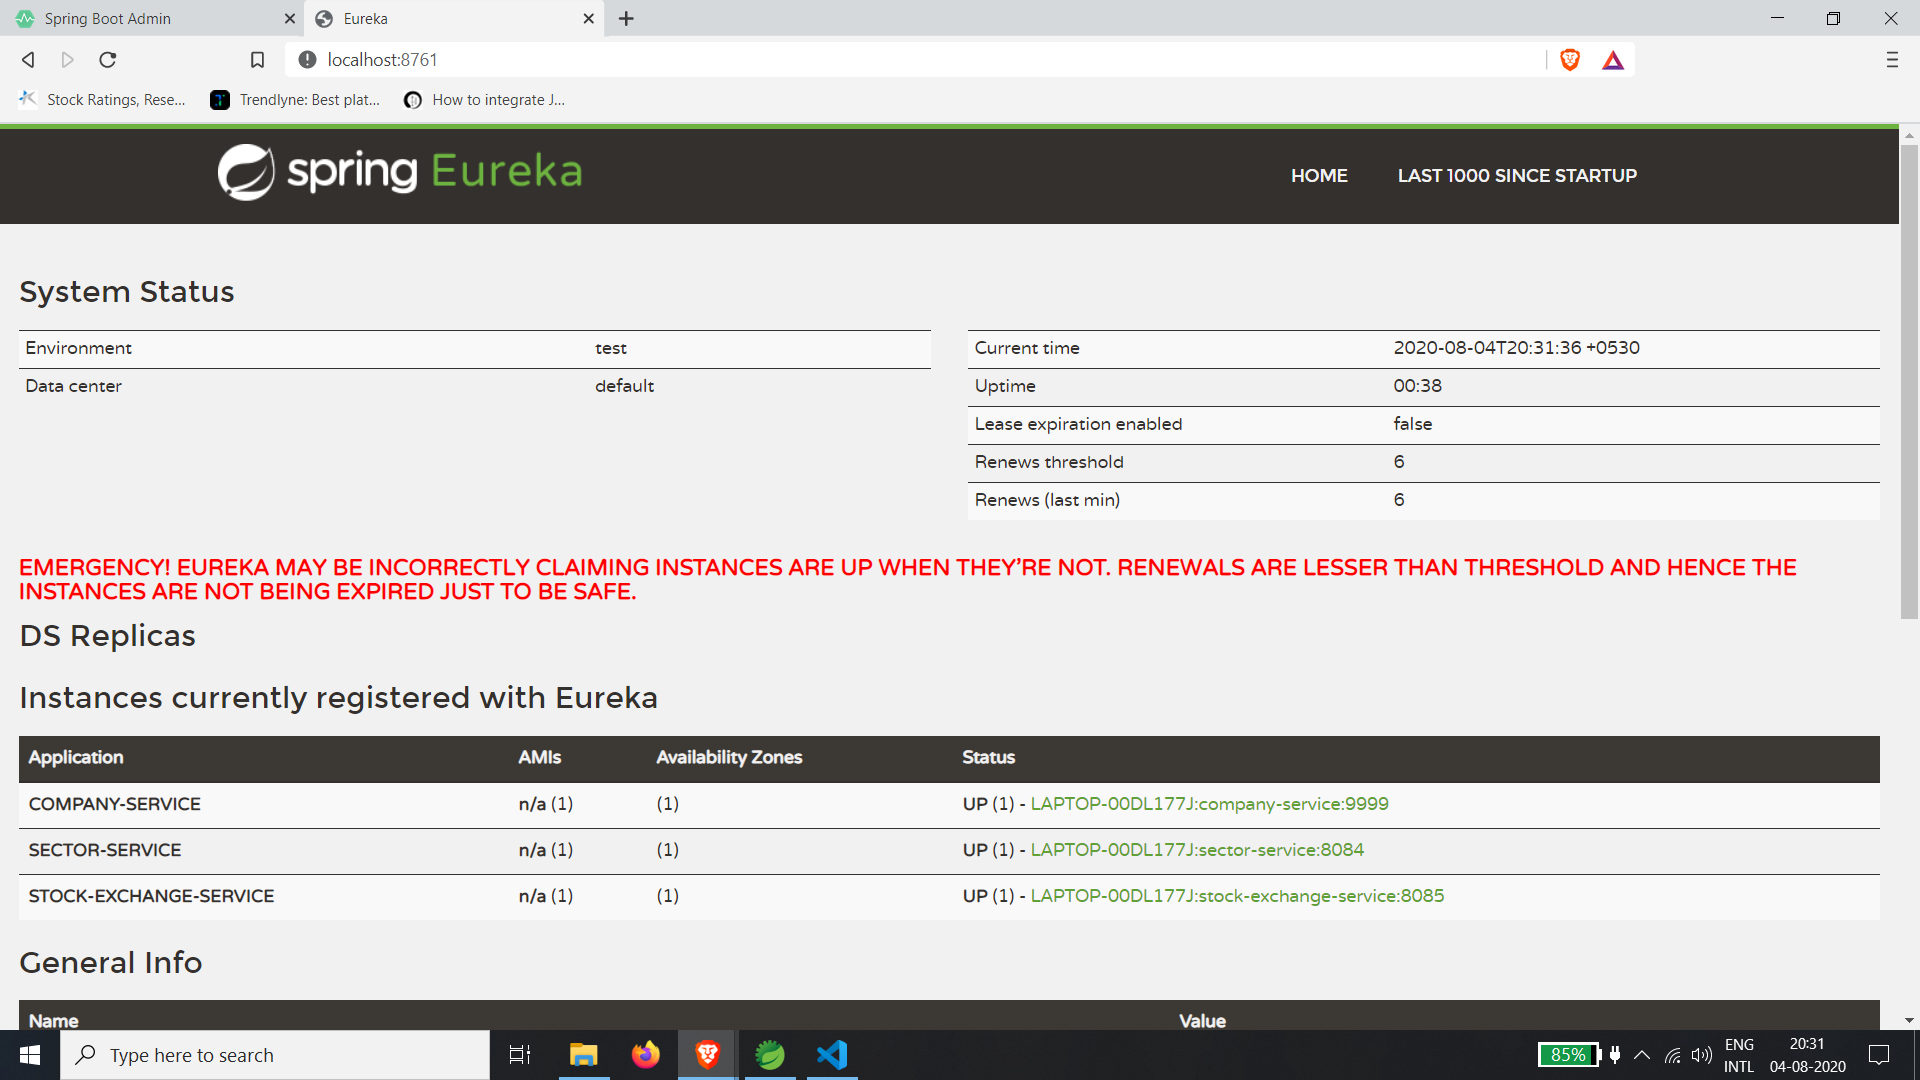 Spring Boot Admin
Eureka
localhost:8761
Stock Ratings, Rese...
Trendlyne: Best plat...
How to integrate J...
spring Eureka
HOME
LAST 1000 SINCE STARTUP
System Status
Environment test
Data center default
Current time 2020-08-04T20:31:36 +0530
Uptime 00:38
Lease expiration enabled false
Renews threshold 6
Renews (last min) 6
EMERGENCY! EUREKA MAY BE INCORRECTLY CLAIMING INSTANCES ARE UP WHEN THEY'RE NOT. RENEWALS ARE LESSER THAN THRESHOLD AND HENCE THE
INSTANCES ARE NOT BEING EXPIRED JUST TO BE SAFE.
DS Replicas
Instances currently registered with Eureka
Application AMIs Availability Zones Status
COMPANY-SERVICE n/a (1) (1) UP (1) - LAPTOP-00DL177J:company-service:9999
SECTOR-SERVICE n/a (1) (1) UP (1) - LAPTOP-00DL177J:sector-service:8084
STOCK-EXCHANGE-SERVICE n/a (1) (1) UP (1) - LAPTOP-00DL177J:stock-exchange-service:8085
General Info
Name Value
Type here to search
85%
ENG
INTL
20:31
04-08-2020